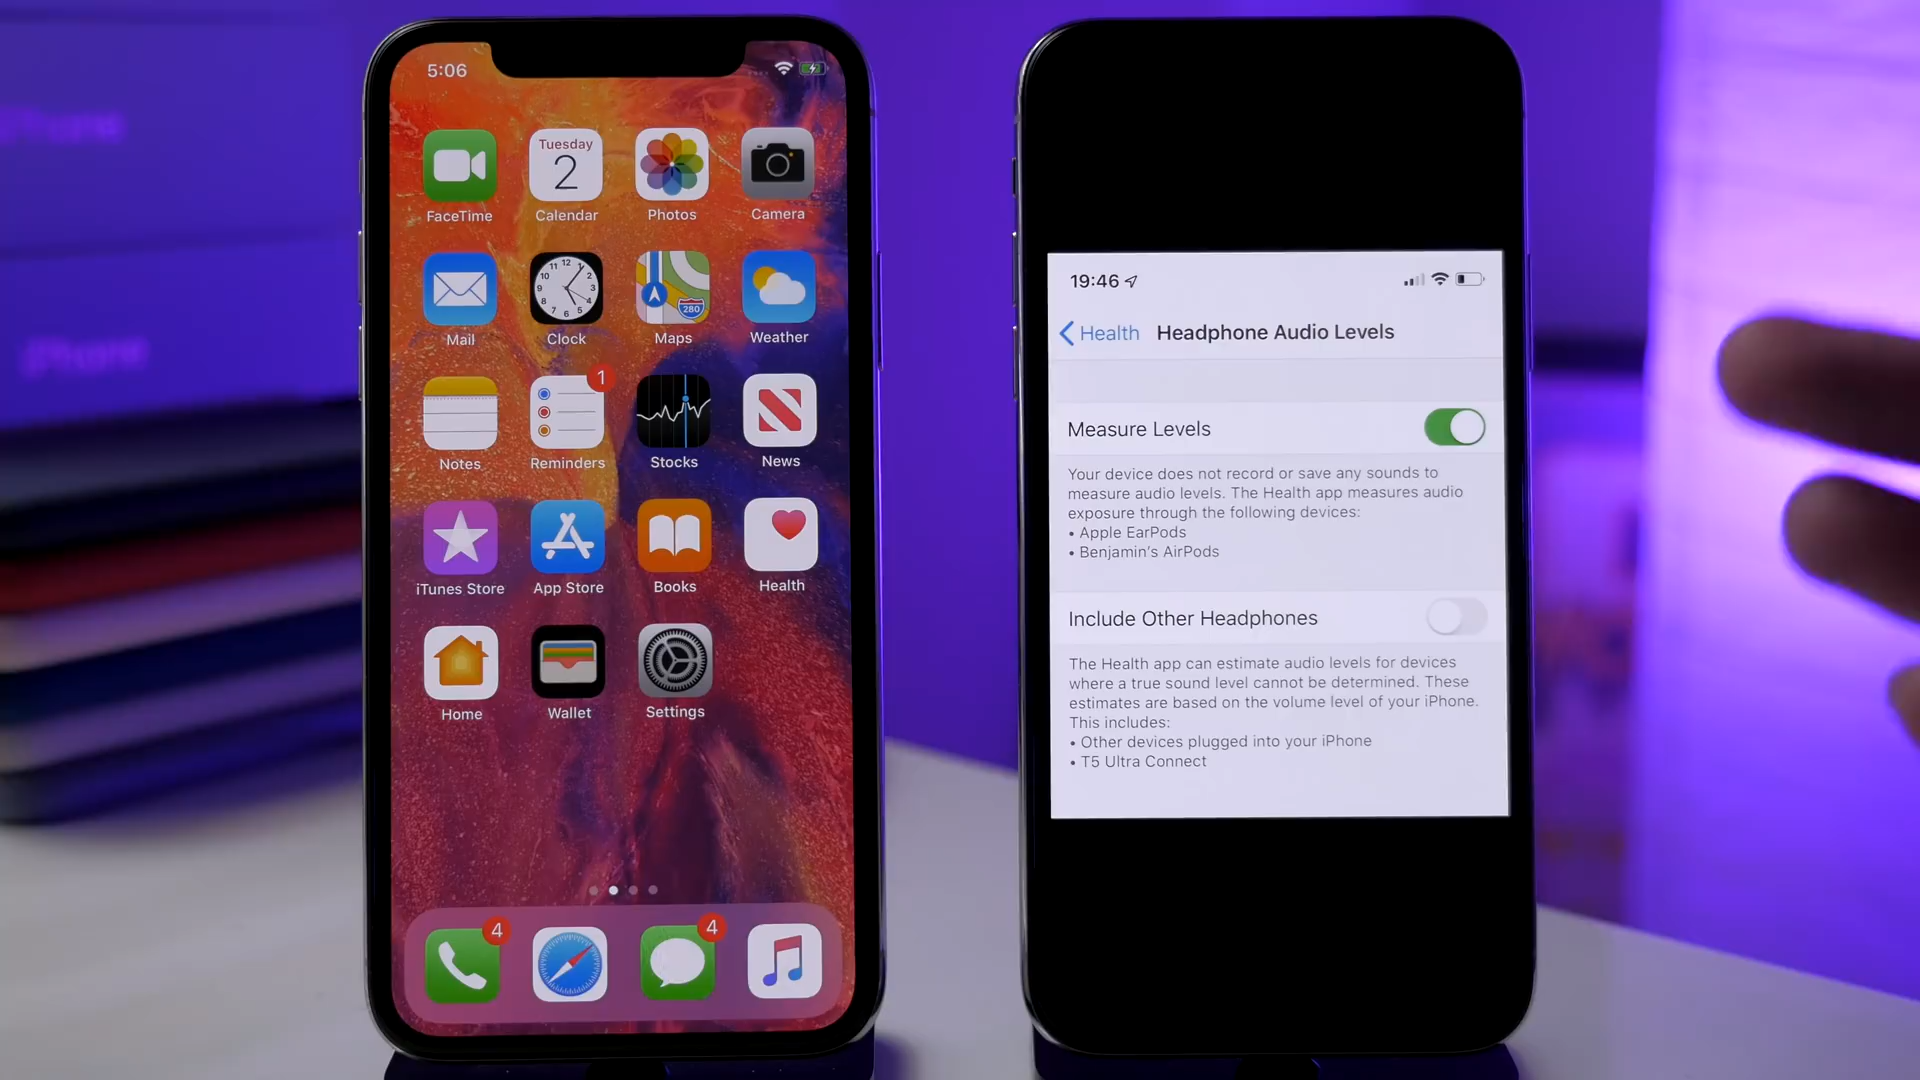 5:06
Tuesday
2
FaceTime
Calendar
Photos
Camera
280
Mail
Clock
Maps
Weather
1
Notes
Reminders
Stocks
News
iTunes Store
App Store
Books
Health
Home
Wallet
Settings
4
4
19:46
Health
Headphone Audio Levels
Measure Levels
Your device does not record or save any sounds to
measure audio levels. The Health app measures audio
exposure through the following devices:
• Apple EarPods
• Benjamin's AirPods
Include Other Headphones
The Health app can estimate audio levels for devices
where a true sound level cannot be determined. These
estimates are based on the volume level of your iPhone.
This includes:
• Other devices plugged into your iPhone
• T5 Ultra Connect